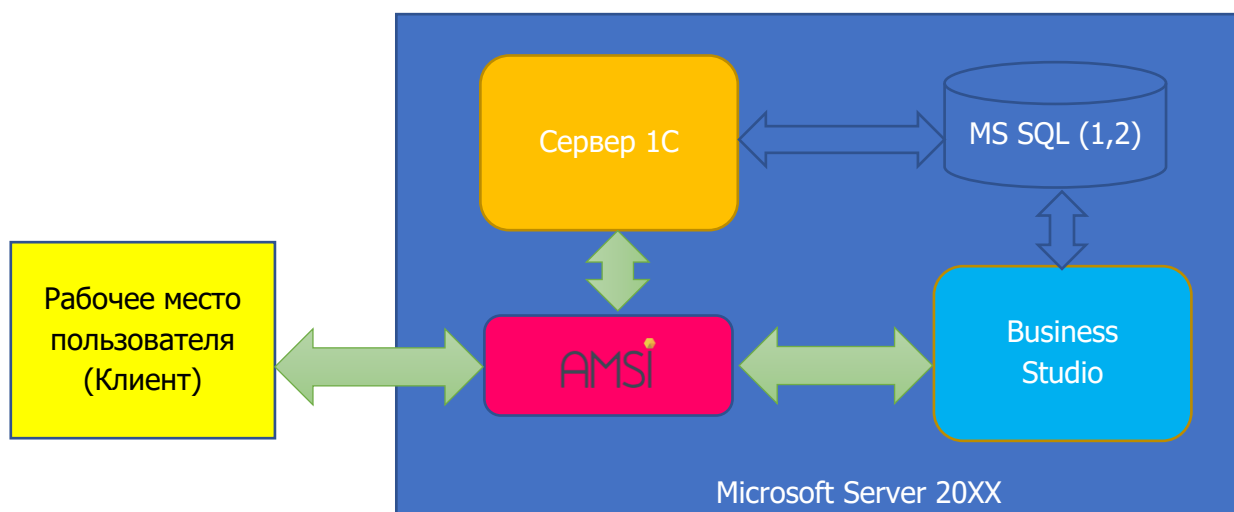 Сервер 1С
MS SQL (1,2)
Рабочее место
пользователя
(Клиент)
AMSi
Business
Studio
Microsoft Server 20XX